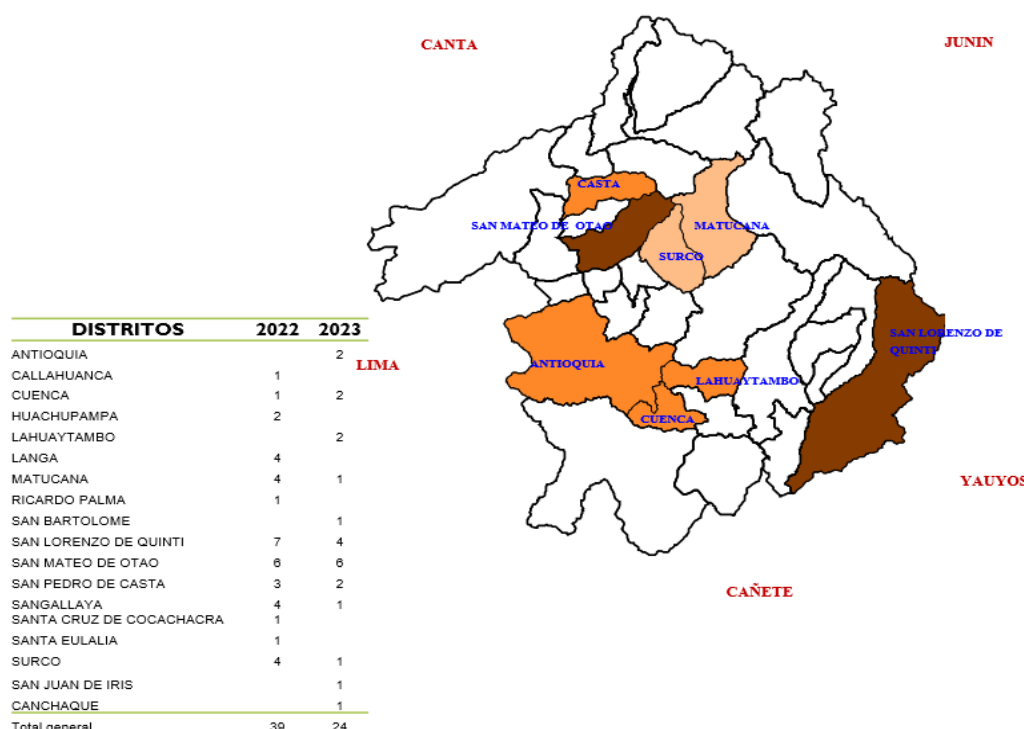 CANTA
JUNIN
CASTA
SAN MATEO DE OTAO
MATUCANA
SURCO
SAN LORENZO DE
QUINTI
LIMA
ANTIOQUIA
LAHUAYTAMBO
CUENCA
YAUYOS
CAÑETE
DISTRITOS 2022 2023
ANTIOQUIA 2
CALLAHUANCA 1
CUENCA 1 2
HUACHUPAMPA 2
LAHUAYTAMBO 2
LANGA 4
MATUCANA 4 1
RICARDO PALMA 1
SAN BARTOLOME 1
SAN LORENZO DE QUINTI 7 4
SAN MATEO DE OTAO 6 6
SAN PEDRO DE CASTA 3 2
SANGALLAYA 4 1
SANTA CRUZ DE COCACHACRA 1
SANTA EULALIA 1
SURCO 4 1
SAN JUAN DE IRIS 1
CANCHAQUE 1
Total general 39 24